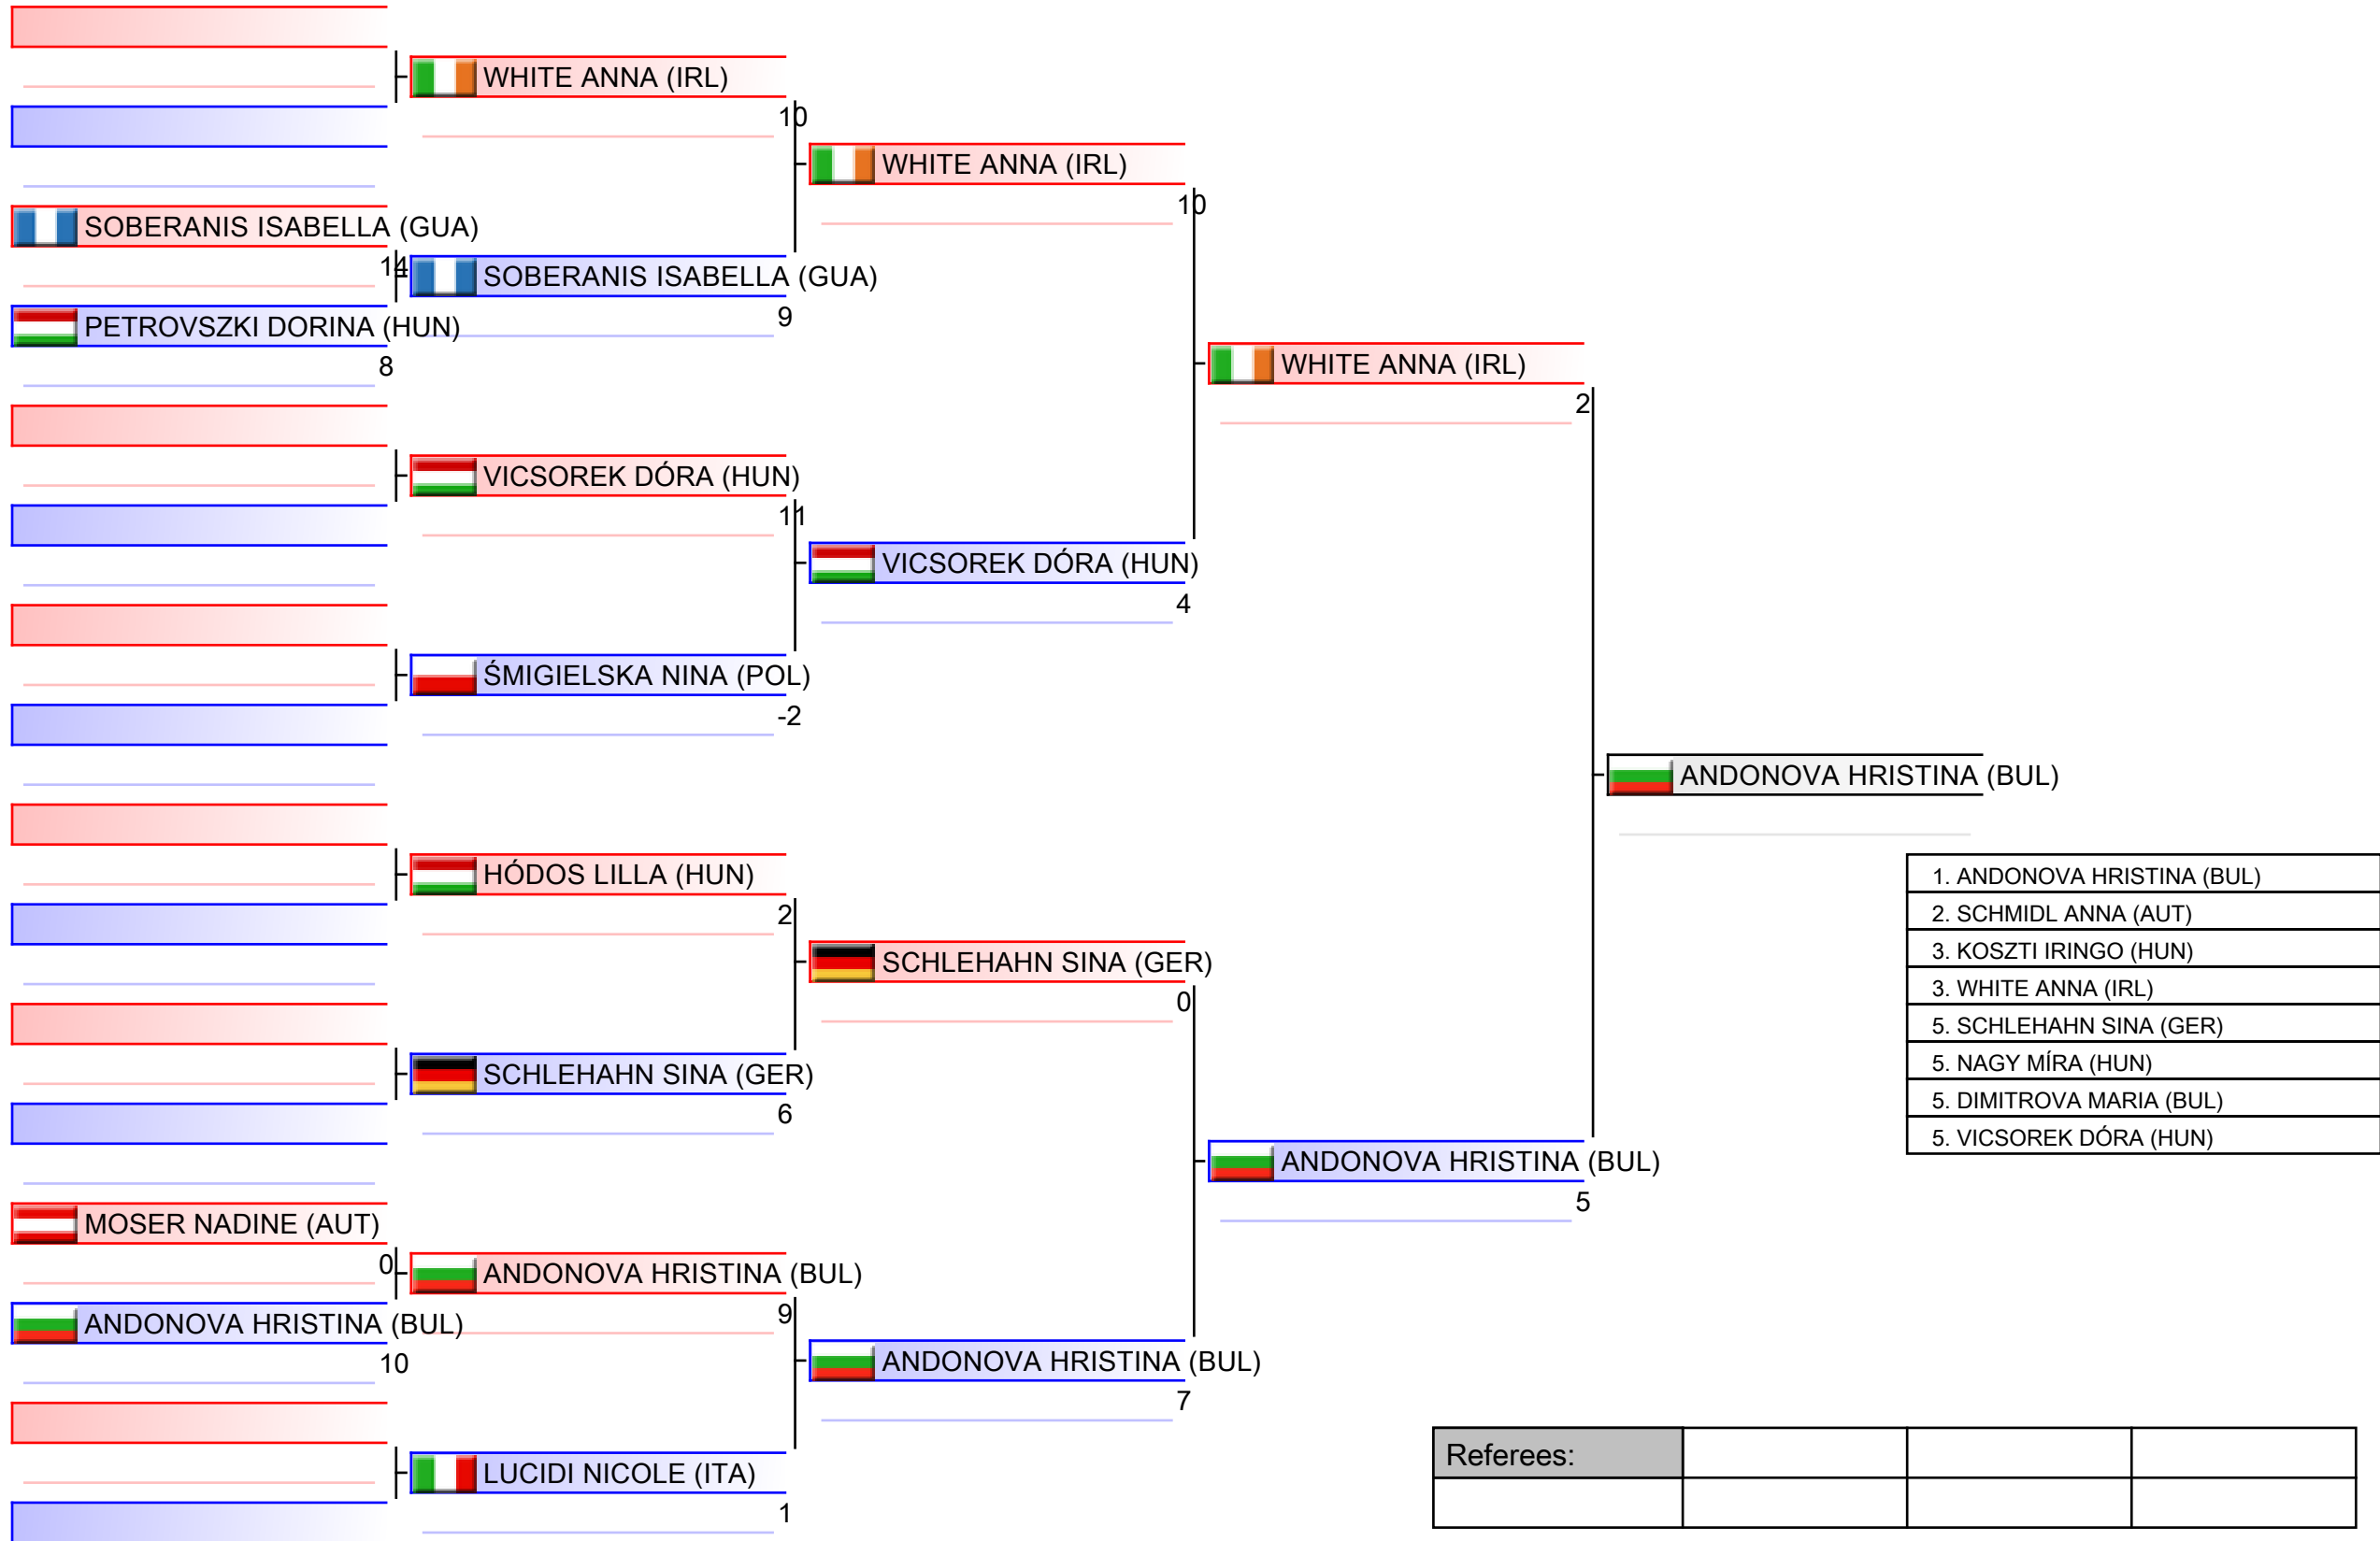 WHITE ANNA (IRL)
10
WHITE ANNA (IRL)
10
SOBERANIS ISABELLA (GUA)
14
SOBERANIS ISABELLA (GUA)
9
PETROVSZKI DORINA (HUN)
8
WHITE ANNA (IRL)
2
VICSOREK DÓRA (HUN)
11
VICSOREK DÓRA (HUN)
4
ŚMIGIELSKA NINA (POL)
-2
ANDONOVA HRISTINA (BUL)
HÓDOS LILLA (HUN)
2
SCHLEHAHN SINA (GER)
0
SCHLEHAHN SINA (GER)
6
1. ANDONOVA HRISTINA (BUL)
2. SCHMIDL ANNA (AUT)
3. KOSZTI IRINGO (HUN)
3. WHITE ANNA (IRL)
5. SCHLEHAHN SINA (GER)
5. NAGY MÍRA (HUN)
5. DIMITROVA MARIA (BUL)
5. VICSOREK DÓRA (HUN)
ANDONOVA HRISTINA (BUL)
5
MOSER NADINE (AUT)
0
ANDONOVA HRISTINA (BUL)
9
ANDONOVA HRISTINA (BUL)
10
ANDONOVA HRISTINA (BUL)
7
LUCIDI NICOLE (ITA)
1
Referees: